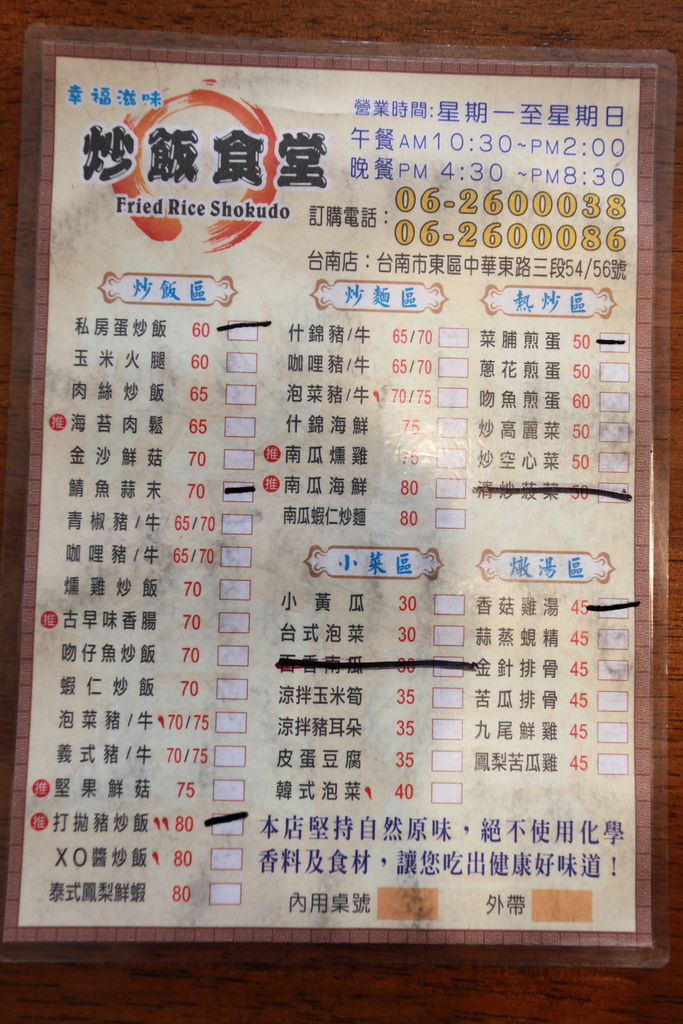 幸福滋味
炒飯食堂
Fried Rice Shokudo
營業時間:星期一至星期日
午餐AM10:30~PM2:00
晚餐PM 4:30 ~PM8:30
訂購電話：06-2600038
06-2600086
台南店：台南市東區中華東路三段54/56號
炒飯區
私房蛋炒飯 60
玉米火腿 60
肉絲炒飯 65
推 海苔肉鬆 65
金沙鮮菇 70
鯖魚蒜末 70
青椒豬/牛 65/70
咖哩豬/牛 65/70
燻雞炒飯 70
推 古早味香腸 70
吻仔魚炒飯 70
蝦仁炒飯 70
泡菜豬/牛 70/75
義式豬/牛 70/75
推 堅果鮮菇 75
推 打拋豬炒飯 80
XO醬炒飯 80
泰式鳳梨鮮蝦 80
炒麵區
什錦豬/牛 65/70
咖哩豬/牛 65/70
泡菜豬/牛 70/75
什錦海鮮 75
推 南瓜燻雞 75
推 南瓜海鮮 80
南瓜蝦仁炒麵 80
熱炒區
菜脯煎蛋 50
蔥花煎蛋 50
吻魚煎蛋 60
炒高麗菜 50
炒空心菜 50
清炒菠菜 50
小菜區
小黃瓜 30
台式泡菜 30
百香南瓜 30
涼拌玉米筍 35
涼拌豬耳朵 35
皮蛋豆腐 35
韓式泡菜 40
燉湯區
香菇雞湯 45
蒜蒸蜆精 45
金針排骨 45
苦瓜排骨 45
九尾鮮雞 45
鳳梨苦瓜雞 45
本店堅持自然原味，絕不使用化學
香料及食材，讓您吃出健康好味道！
內用桌號 外帶